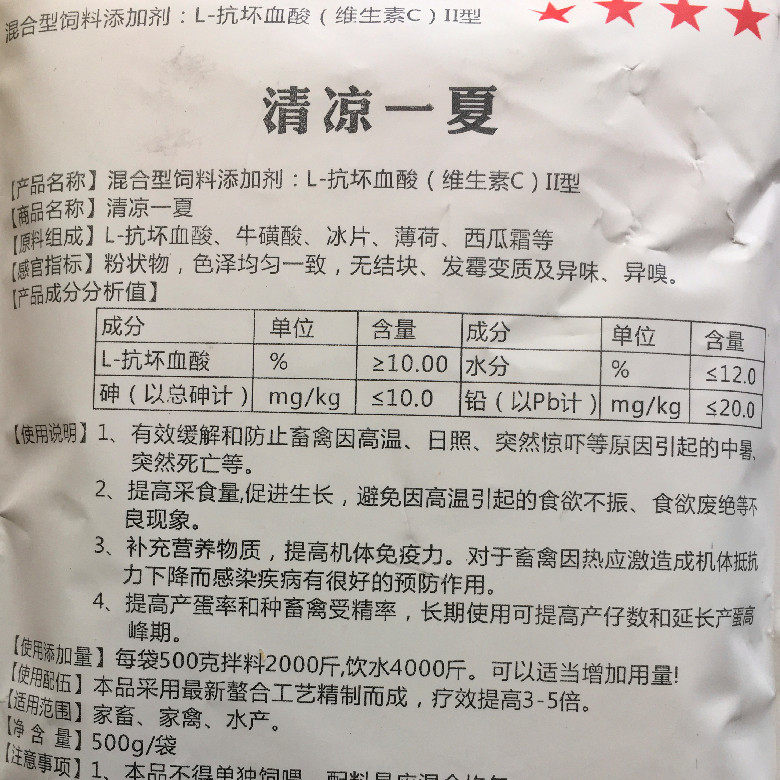 混合型饲料添加剂：L-抗坏血酸（维生素C）II型
清凉一夏
【产品名称】混合型饲料添加剂：L-抗坏血酸（维生素C）II型
【商品名称】清凉一夏
【原料组成】L-抗坏血酸、牛磺酸、冰片、薄荷、西瓜霜等
【感官指标】粉状物，色泽均匀一致，无结块、发霉变质及异味、异嗅。
【产品成分分析值】
成分 单位 含量 成分 单位 含量
L-抗坏血酸 % ≥10.00 水分 % ≤12.0
砷（以总砷计） mg/kg ≤10.0 铅（以Pb计） mg/kg ≤20.0
【使用说明】1、有效缓解和防止畜禽因高温、日照、突然惊吓等原因引起的中暑、
突然死亡等。
2、提高采食量,促进生长，避免因高温引起的食欲不振、食欲废绝等不
良现象。
3、补充营养物质，提高机体免疫力。对于畜禽因热应激造成机体抵抗
力下降而感染疾病有很好的预防作用。
4、提高产蛋率和种畜禽受精率，长期使用可提高产仔数和延长产蛋高
峰期。
【使用添加量】每袋500克拌料2000斤,饮水4000斤。可以适当增加用量!
【使用配伍】本品采用最新螯合工艺精制而成，疗效提高3-5倍。
【适用范围】家畜、家禽、水产。
【净 含 量】500g/袋
【注意事项】1、本品不得单独饲喂，配料是应混合均匀